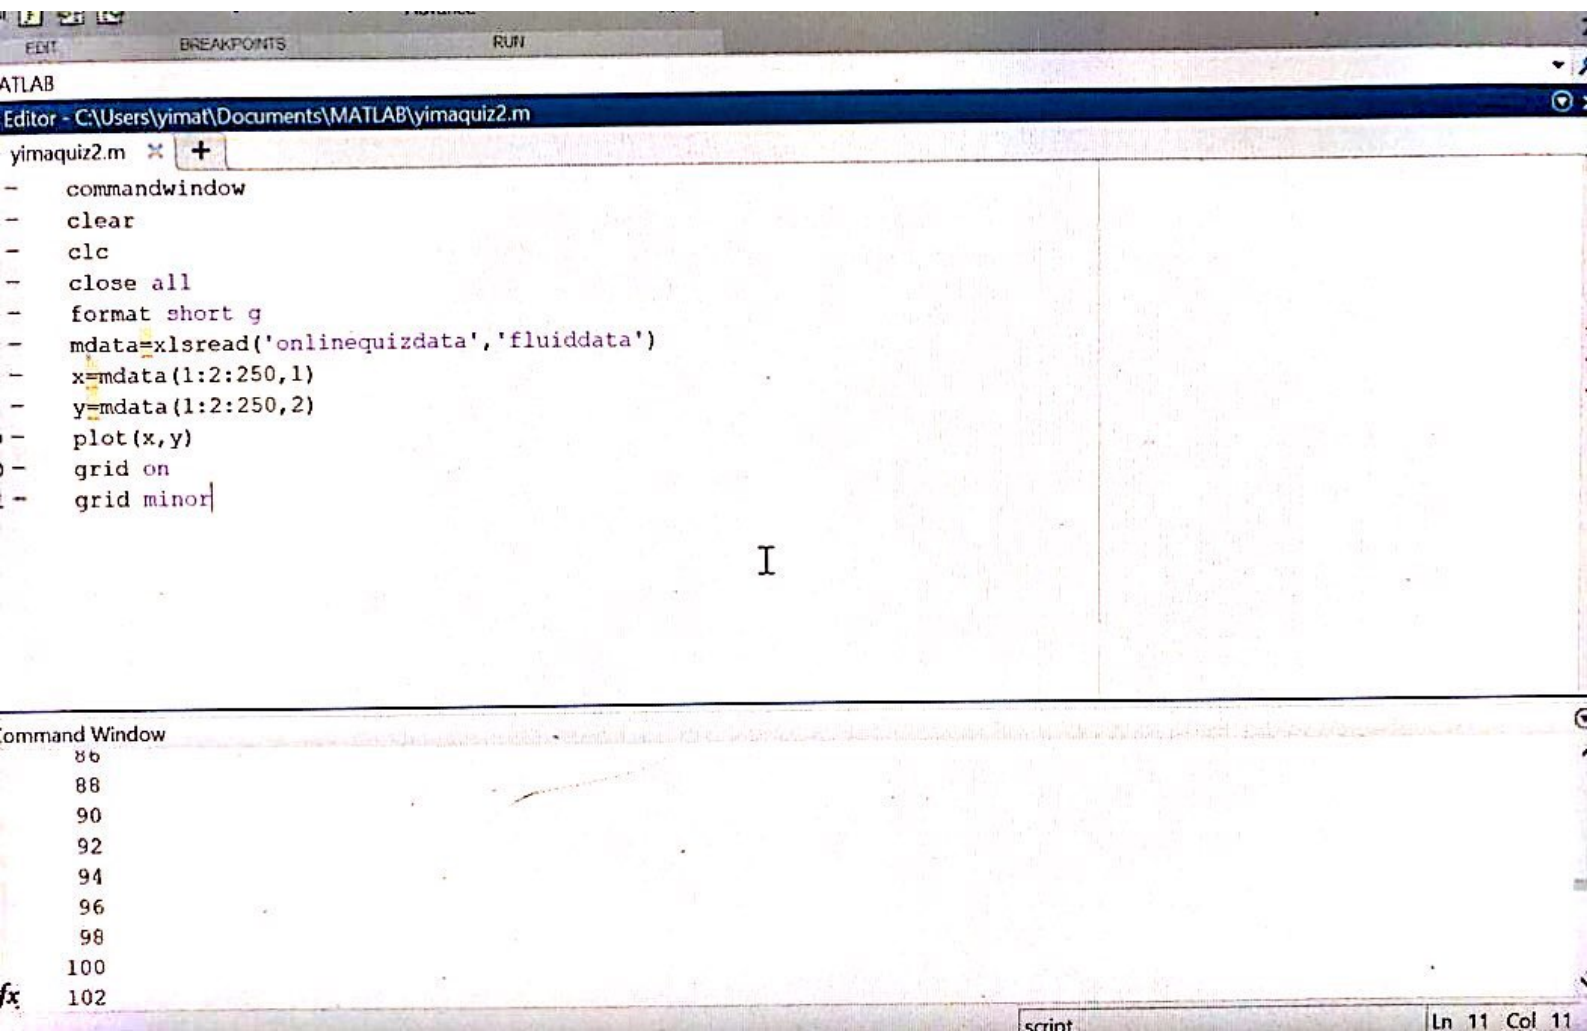 EDIT BREAKPOINTS RUN
ATLAB
Editor - C:\Users\yimat\Documents\MATLAB\yimaquiz2.m
yimaquiz2.m × +
- commandwindow
- clear
- clc
- close all
- format short g
- mdata=xlsread('onlinequizdata','fluiddata')
- x=mdata(1:2:250,1)
- y=mdata(1:2:250,2)
- plot(x,y)
- grid on
- grid minor
ommand Window
86
88
90
92
94
96
98
100
fx 102
script Ln 11 Col 11